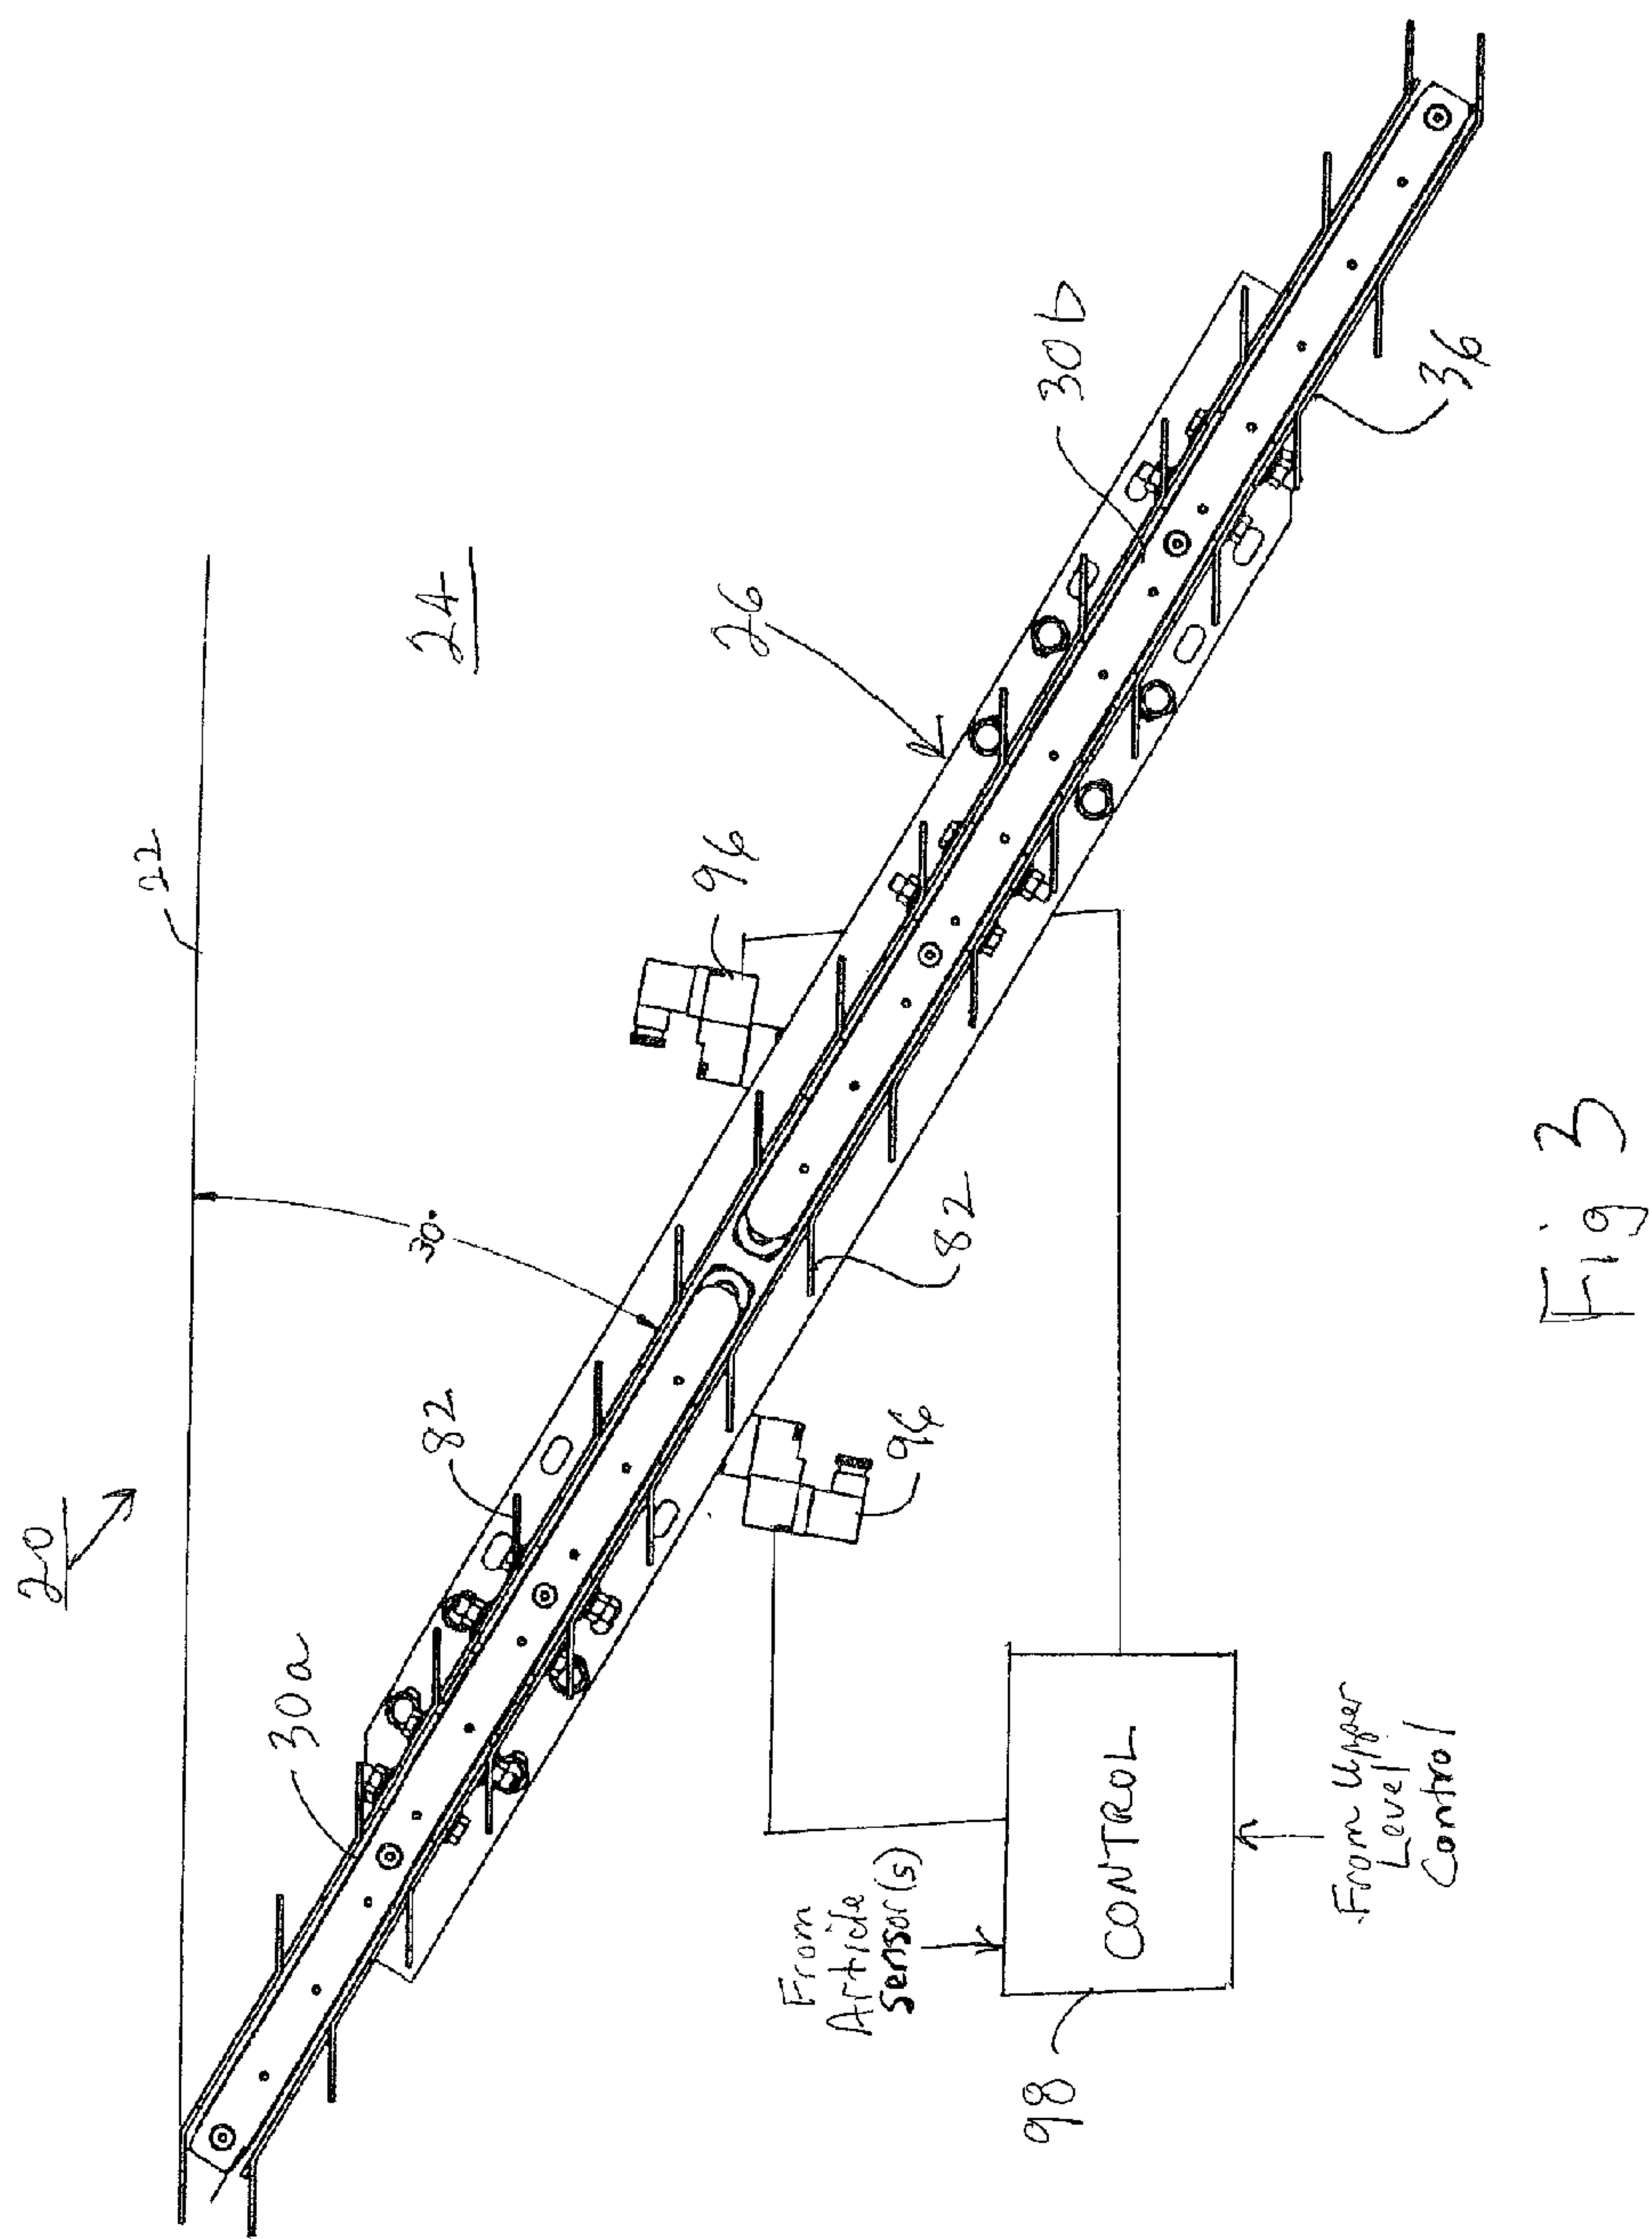 20
22
24
30°
30a
82
26
96
30b
36
82
96
From
Article
Sensor(s)
98
CONTROL
From Upper
Level
Control
Fig 3